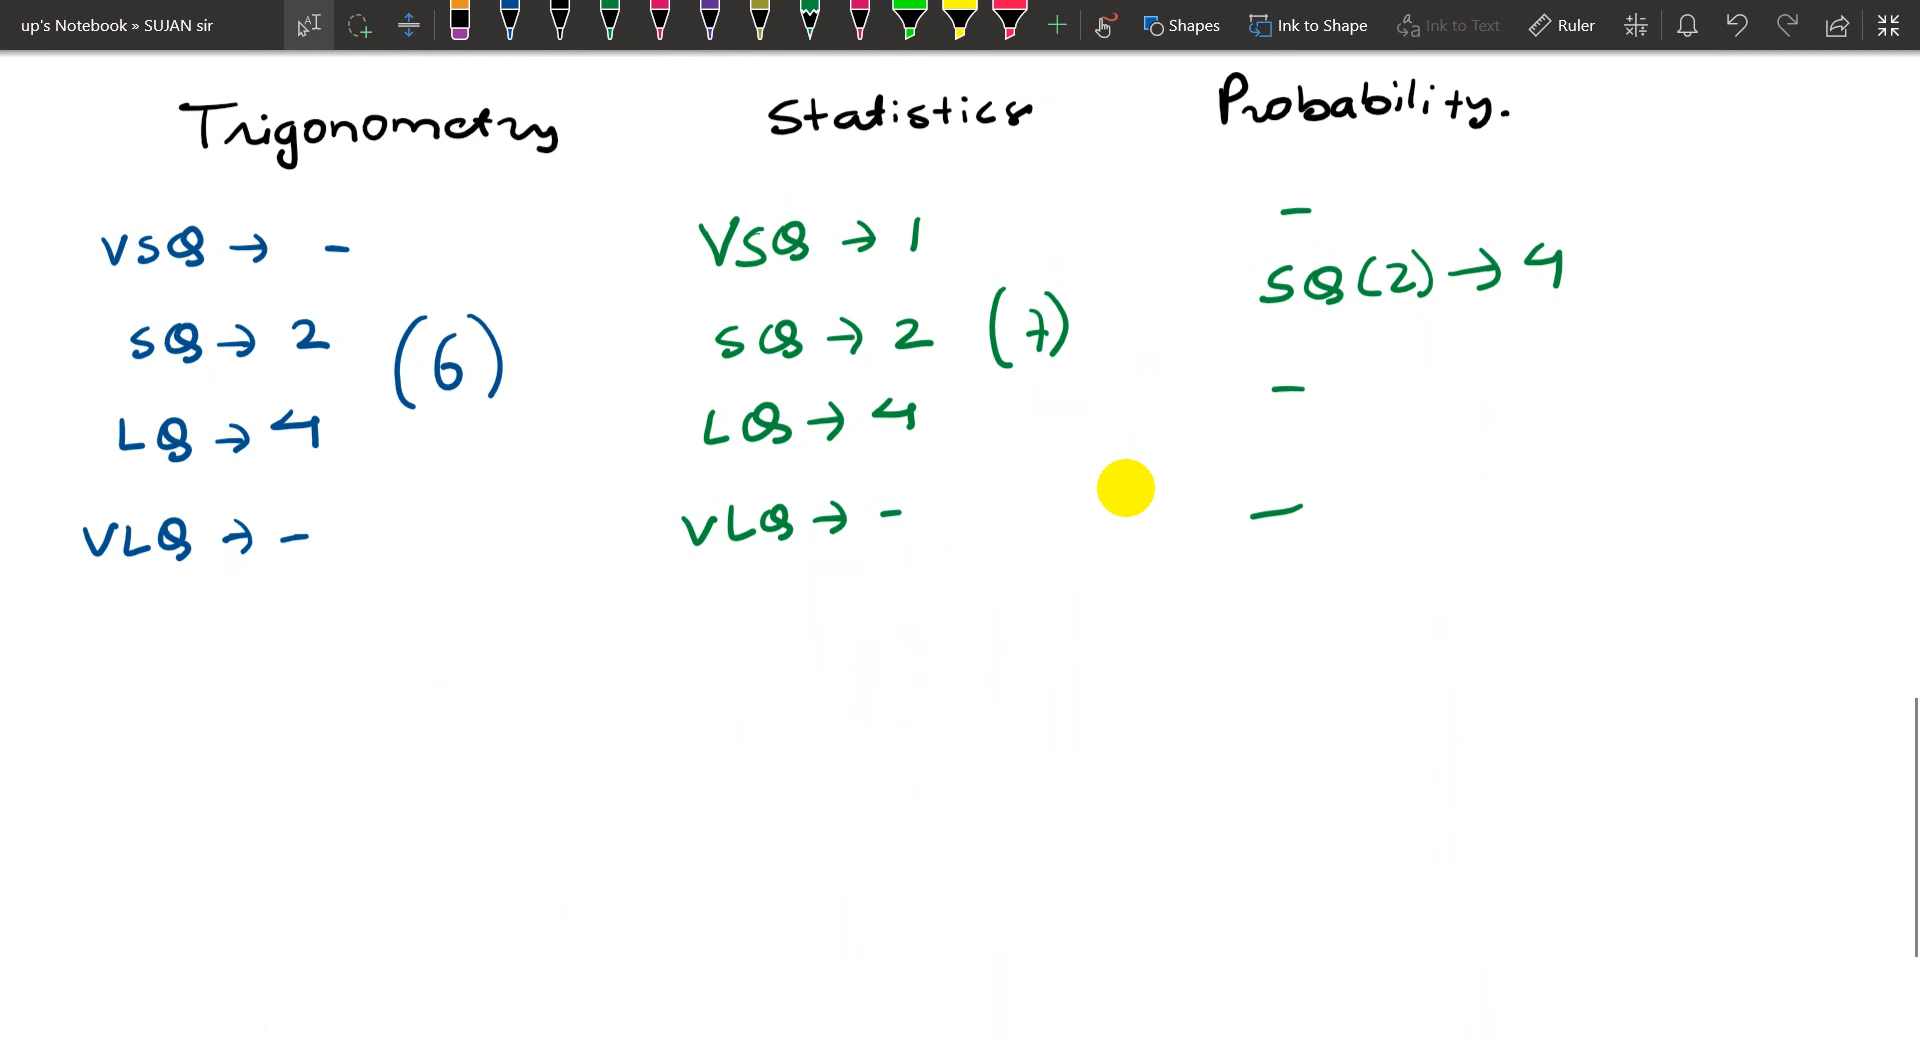 up's Notebook » SUJAN sir
Shapes
Ink to Shape
Ink to Text
Ruler
Trigonometry
VSQ → -
SQ → 2
(6)
LQ → 4
VLQ → -
Statistics
VSQ → 1
SQ → 2 (7)
LQ → 4
VLQ → -
Probability.
-
SQ(2) → 4
-
-